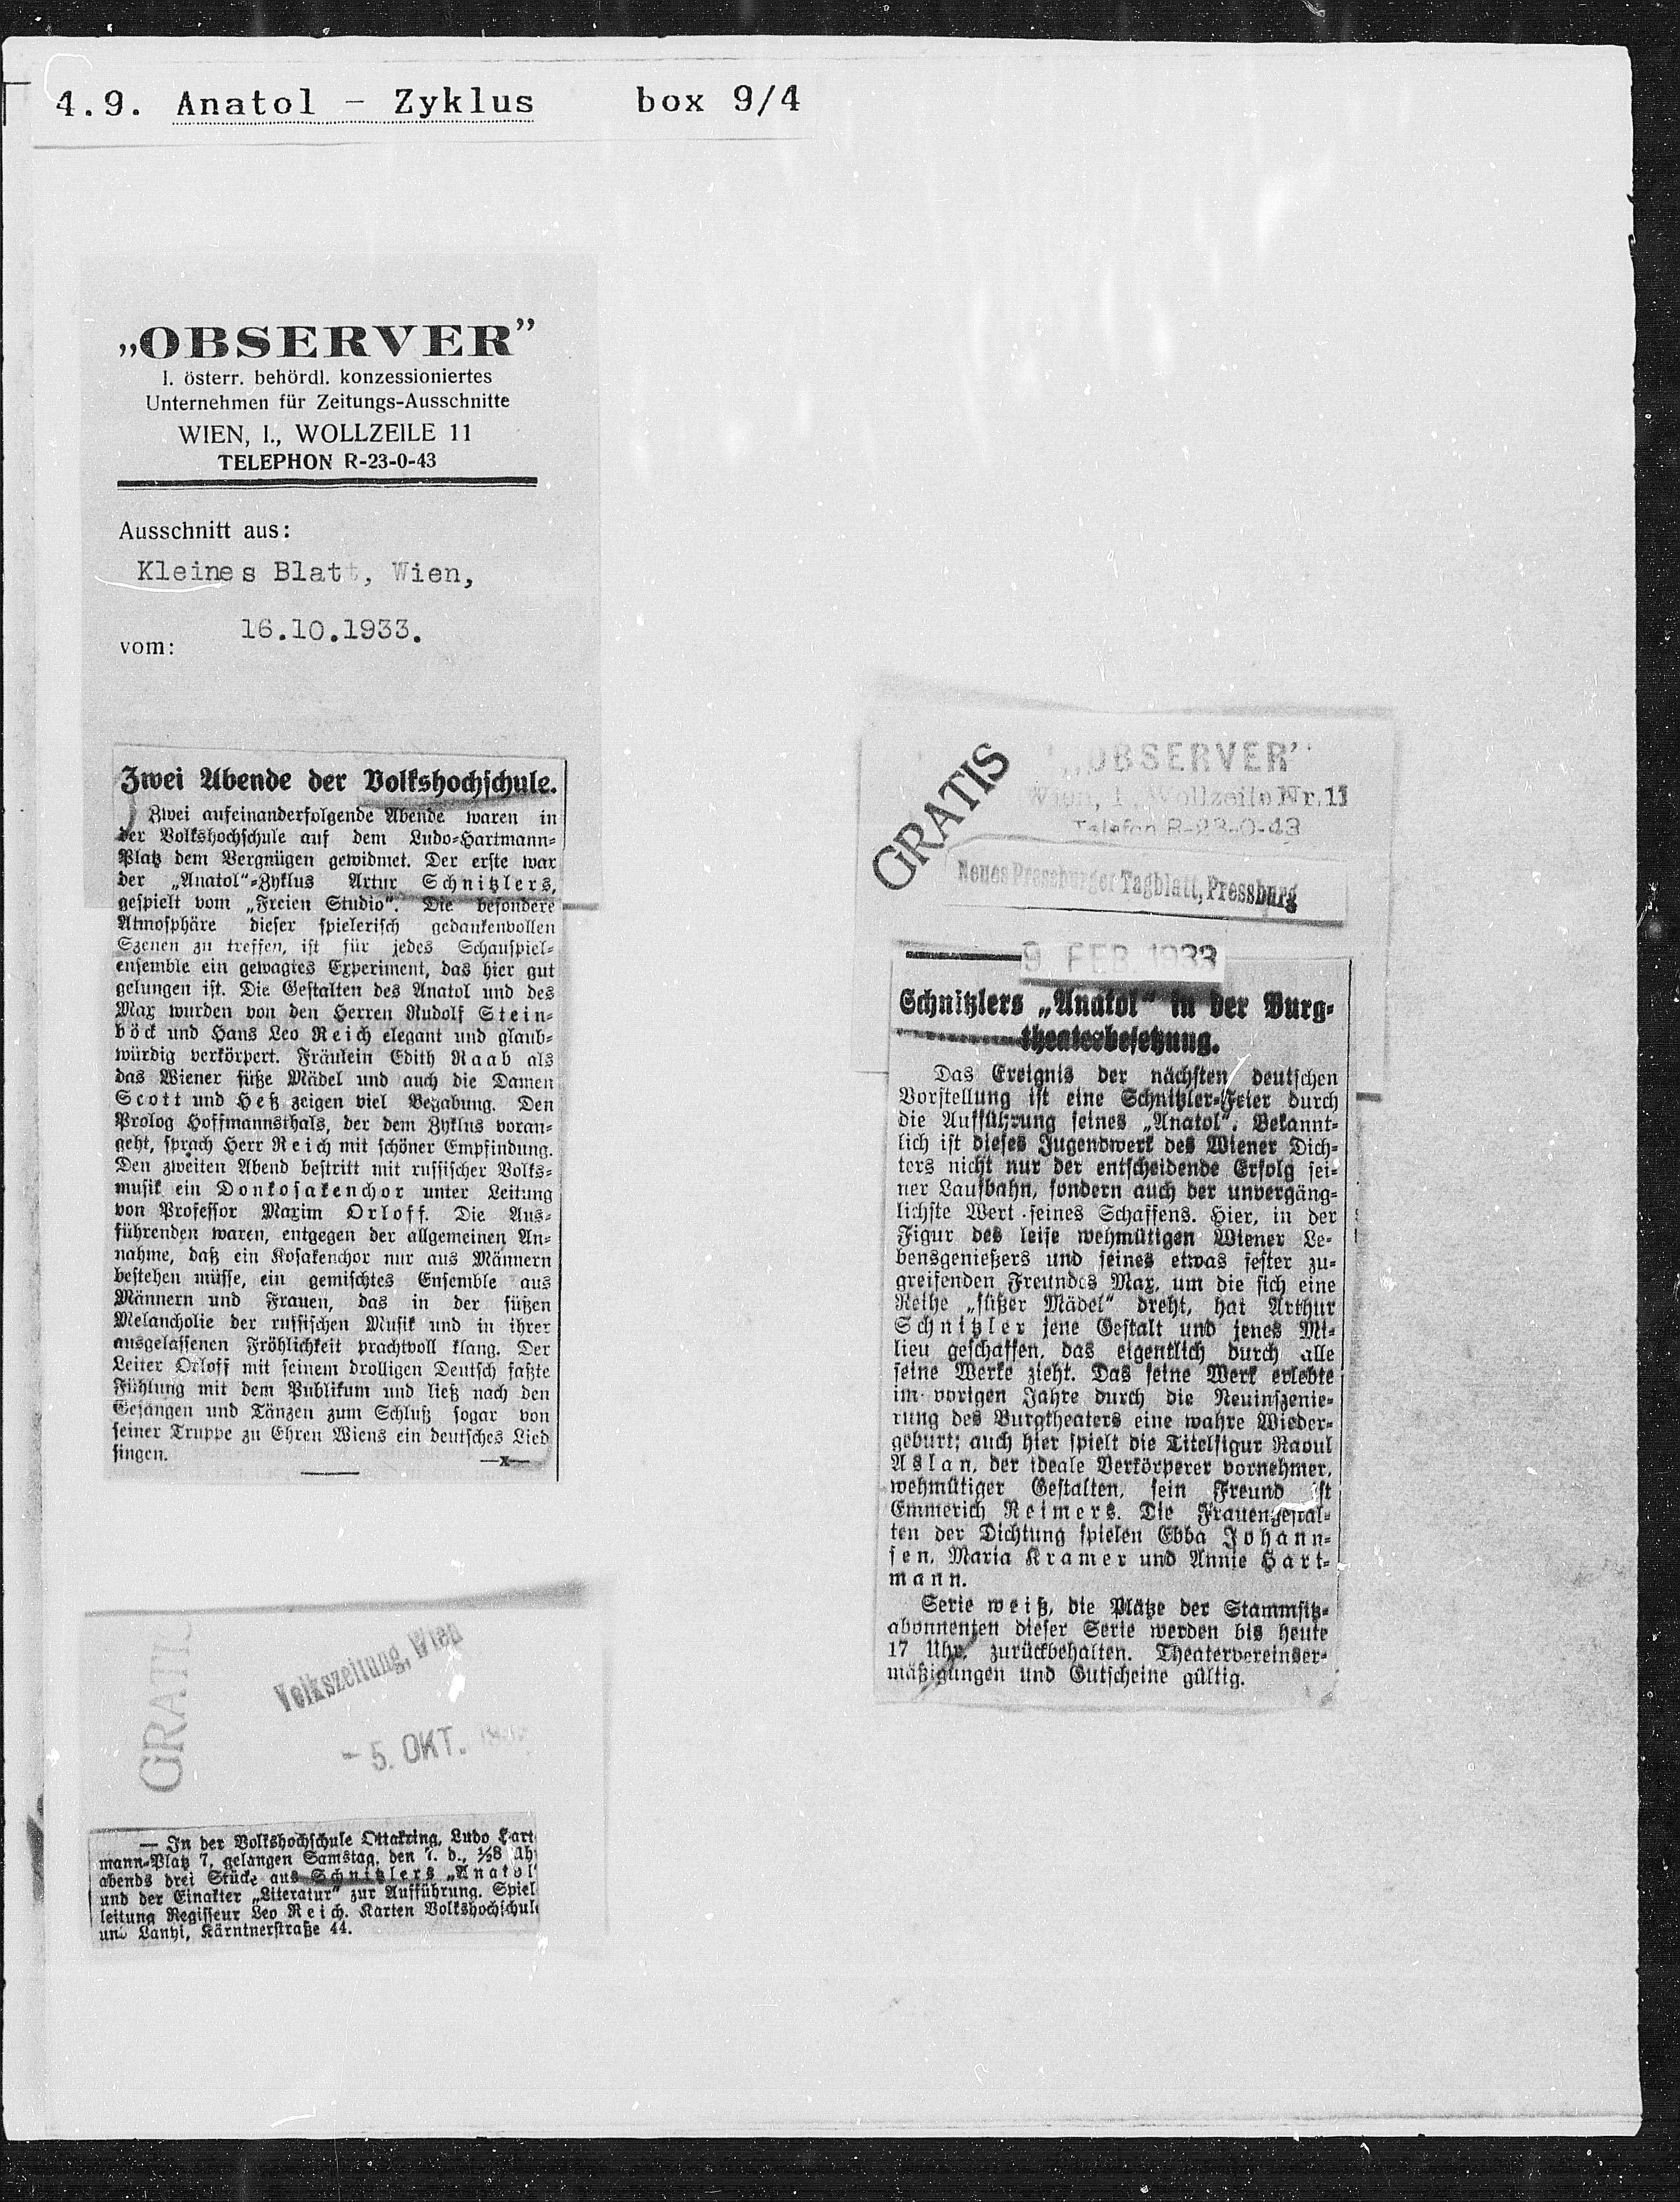 4.9. Anatol - Zyklus box 9/4
„OBSERVER”
I. österr. behördl. konzessioniertes
Unternehmen für Zeitungs-Ausschnitte
WIEN, I., WOLLZEILE 11
TELEPHON R-23-0-43
Ausschnitt aus:
Kleines Blatt, Wien,
16.10.1933.
vom:
Zwei Abende der Volkshochschule.
Zwei aufeinanderfolgende Abende waren in
der Volkshochschule auf dem Ludo-Hartmann-
Platz dem Vergnügen gewidmet. Der erste war
der „Anatol“-Zyklus Artur Schnitzlers,
gespielt vom „Freien Studio“. Die besondere
Atmosphäre dieser spielerisch gedankenvollen
Szenen zu treffen, ist für jedes Schauspiel-
ensemble ein gewagtes Experiment, das hier gut
gelungen ist. Die Gestalten des Anatol und des
Max wurden von den Herren Rudolf Stein-
böck und Hans Leo Reich elegant und glaub-
würdig verkörpert. Fräulein Edith Raab als
das Wiener süße Mädel und auch die Damen
Scott und Heß zeigen viel Begabung. Den
Prolog Hoffmannsthals, der dem Zyklus voran-
geht, sprach Herr Reich mit schöner Empfindung.
Den zweiten Abend bestritt mit russischer Volks-
musik ein Donkosakenchor unter Leitung
von Professor Maxim Orloff. Die Aus-
führenden waren, entgegen der allgemeinen An-
nahme, daß ein Kosakenchor nur aus Männern
bestehen müsse, ein gemischtes Ensemble aus
Männern und Frauen, das in der süßen
Melancholie der russischen Musik und in ihrer
ausgelassenen Fröhlichkeit prachtvoll klang. Der
Leiter Orloff mit seinem drolligen Deutsch faßte
Fühlung mit dem Publikum und ließ nach den
Gesängen und Tänzen zum Schluß sogar von
seiner Truppe zu Ehren Wiens ein deutsches Lied
singen. —x—
GRATI
Volkszeitung, Wien
- 5. OKT.
— In der Volkshochschule Ottakring, Ludo Hart
mann-Platz 7, gelangen Samstag, den 7. d., ½8 Uh
abends drei Stücke aus Schnitzlers „Anatol“
und der Einakter „Literatur“ zur Aufführung. Spiel
leitung Regisseur Leo Reich. Karten Volkshochschul
und Lanyi, Kärntnerstraße 44.
GRATIS
„OBSERVER”
Wien, I., Wollzeile Nr. 11
Telefon R-23-0-43
Neues Pressburger Tagblatt, Pressburg
9 FEB 1933
Schnitzlers „Anatol“ in der Burg-
theaterbesetzung.
Das Ereignis der nächsten deutschen
Vorstellung ist eine Schnitzler-Feier durch
die Aufführung seines „Anatol“. Bekannt-
lich ist dieses Jugendwerk des Wiener Dich-
ters nicht nur der entscheidende Erfolg sei-
ner Laufbahn, sondern auch der unvergäng-
lichste Wert seines Schaffens. Hier, in der
Figur des leise wehmütigen Wiener Le-
bensgenießers und seines etwas fester zu-
greifenden Freundes Max, um die sich eine
Reihe „süßer Mädel“ dreht, hat Arthur
Schnitzler jene Gestalt und jenes Mi-
lieu geschaffen, das eigentlich durch alle
seine Werke zieht. Das feine Werk erlebte
im vorigen Jahre durch die Neuinszenie-
rung des Burgtheaters eine wahre Wieder-
geburt; auch hier spielt die Titelfigur Raoul
Aslan, der ideale Verkörperer vornehmer,
wehmütiger Gestalten, sein Freund ist
Emmerich Reimers. Die Frauengestal-
ten der Dichtung spielen Ebba Johann-
sen, Maria Kramer und Annie Hart-
mann.
Serie weiß, die Plätze der Stammsitz-
abonnenten dieser Serie werden bis heute
17 Uhr, zurückbehalten. Theatervereinser-
mäßigungen und Gutscheine gültig.